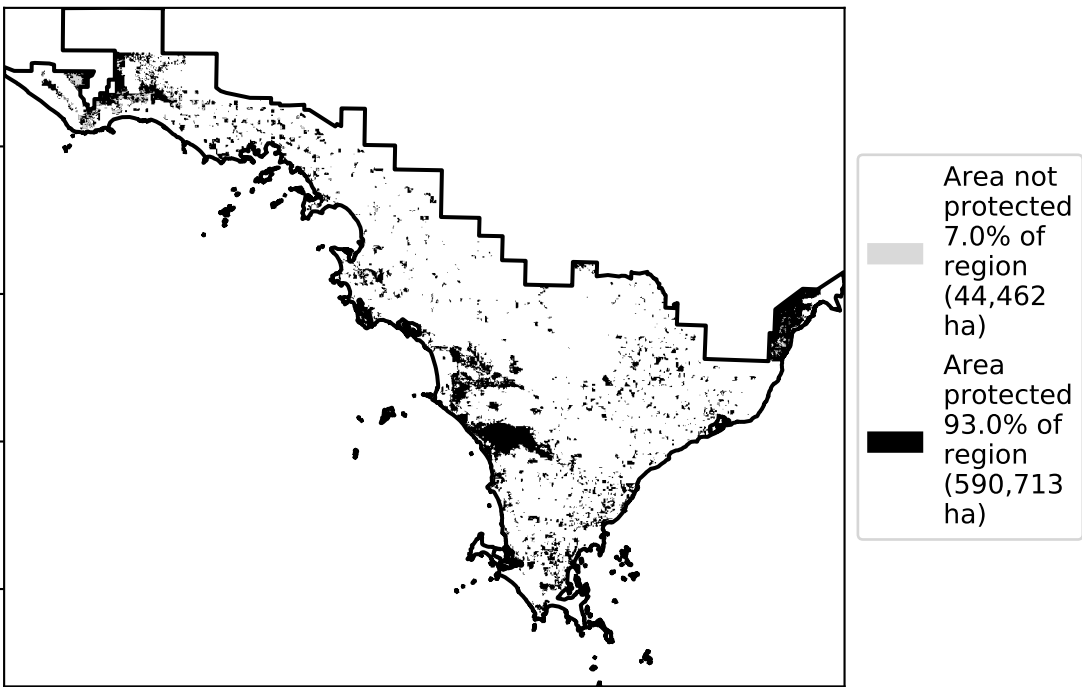 Area not
protected
7.0% of
region
(44,462
ha)
Area
protected
93.0% of
region
(590,713
ha)